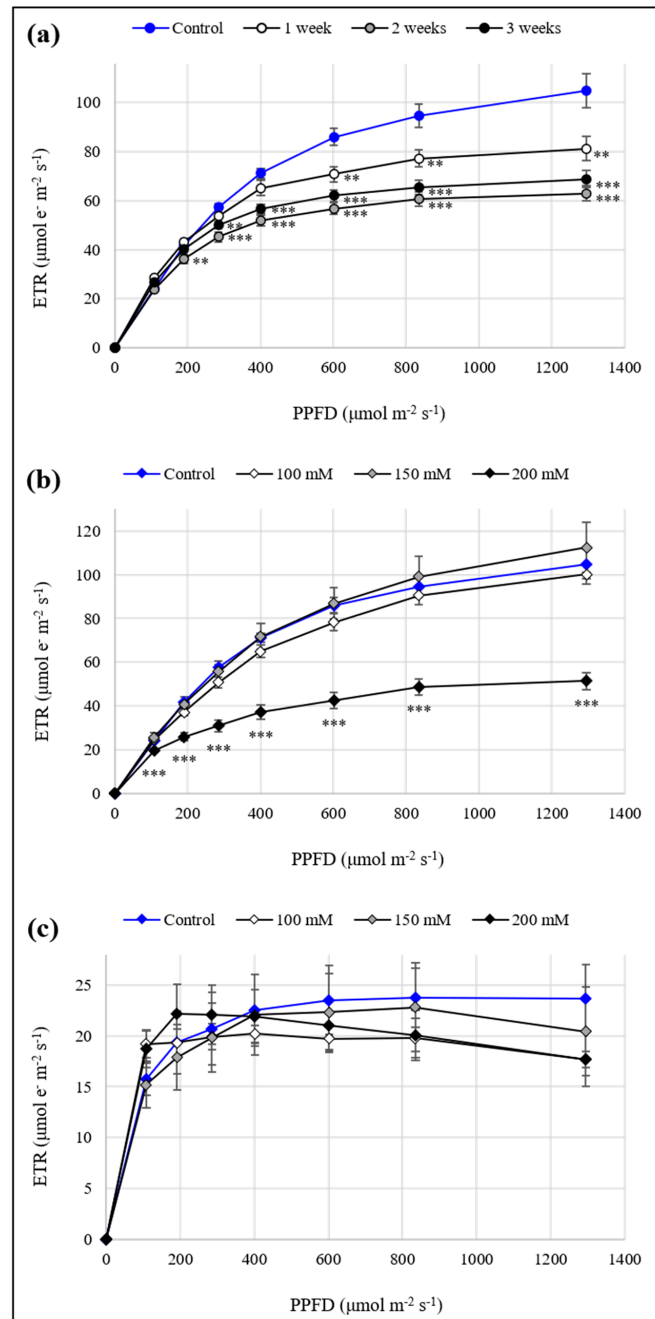 (a)
Control 1 week 2 weeks 3 weeks
100
80
60
40
20
0
ETR (µmol e- m-2 s-1)
** ** ** ** *** *** *** *** *** *** *** *** *** **
0 200 400 600 800 1000 1200 1400
PPFD (µmol m-2 s-1)
(b)
Control 100 mM 150 mM 200 mM
120
100
80
60
40
20
0
ETR (µmol e- m-2 s-1)
*** *** *** *** *** *** ***
0 200 400 600 800 1000 1200 1400
PPFD (µmol m-2 s-1)
(c)
Control 100 mM 150 mM 200 mM
25
20
15
10
5
0
ETR (µmol e- m-2 s-1)
0 200 400 600 800 1000 1200 1400
PPFD (µmol m-2 s-1)